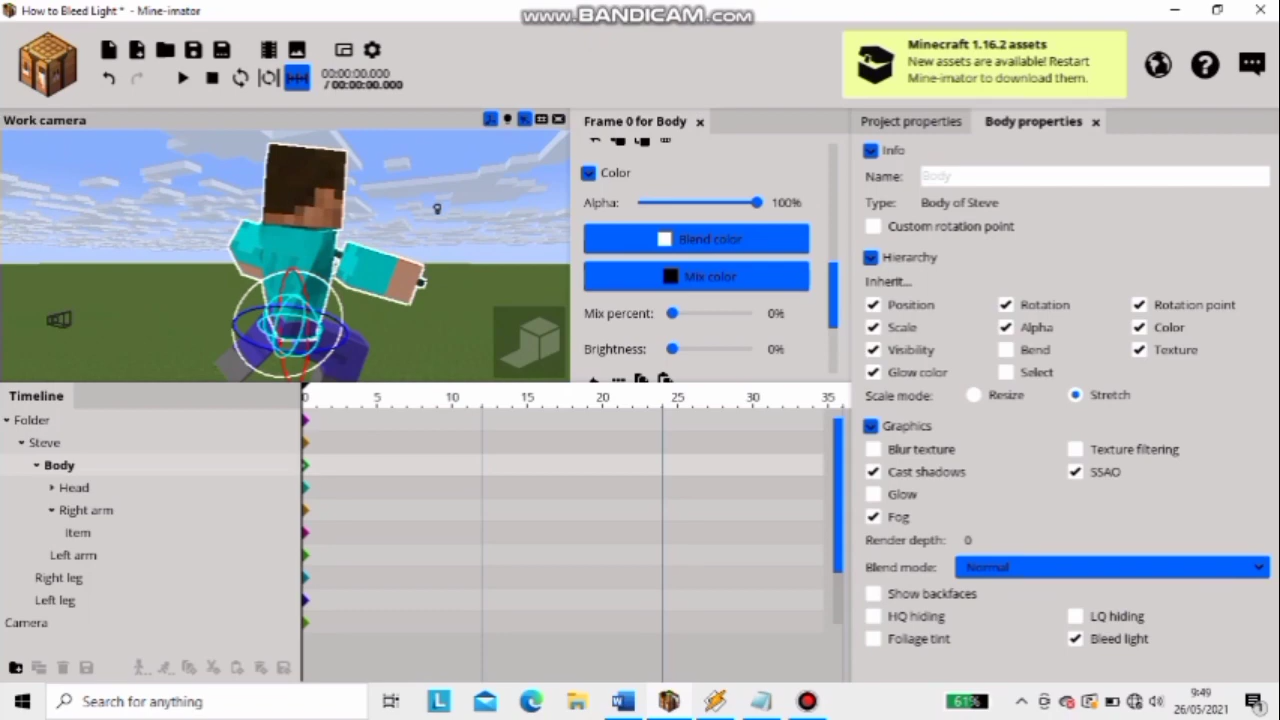 How to Bleed Light * - Mine-imator
www.BANDICAM.com
00:00:00.000
/ 00:00:00.000
Minecraft 1.16.2 assets
New assets are available! Restart
Mine-imator to download them.
Work camera
Frame 0 for Body
Color
Alpha: 100%
Blend color
Mix color
Mix percent: 0%
Brightness: 0%
Project properties Body properties
Info
Name: Body
Type: Body of Steve
Custom rotation point
Hierarchy
Inherit...
Position Rotation Rotation point
Scale Alpha Color
Visibility Bend Texture
Glow color Select
Scale mode: Resize Stretch
Graphics
Blur texture Texture filtering
Cast shadows SSAO
Glow
Fog
Render depth: 0
Blend mode: Normal
Show backfaces
HQ hiding LQ hiding
Foliage tint Bleed light
Timeline 0 5 10 15 20 25 30 35
Folder
Steve
Body
Head
Right arm
Item
Left arm
Right leg
Left leg
Camera
Search for anything
L
W
61%
9:49
26/05/2021
1